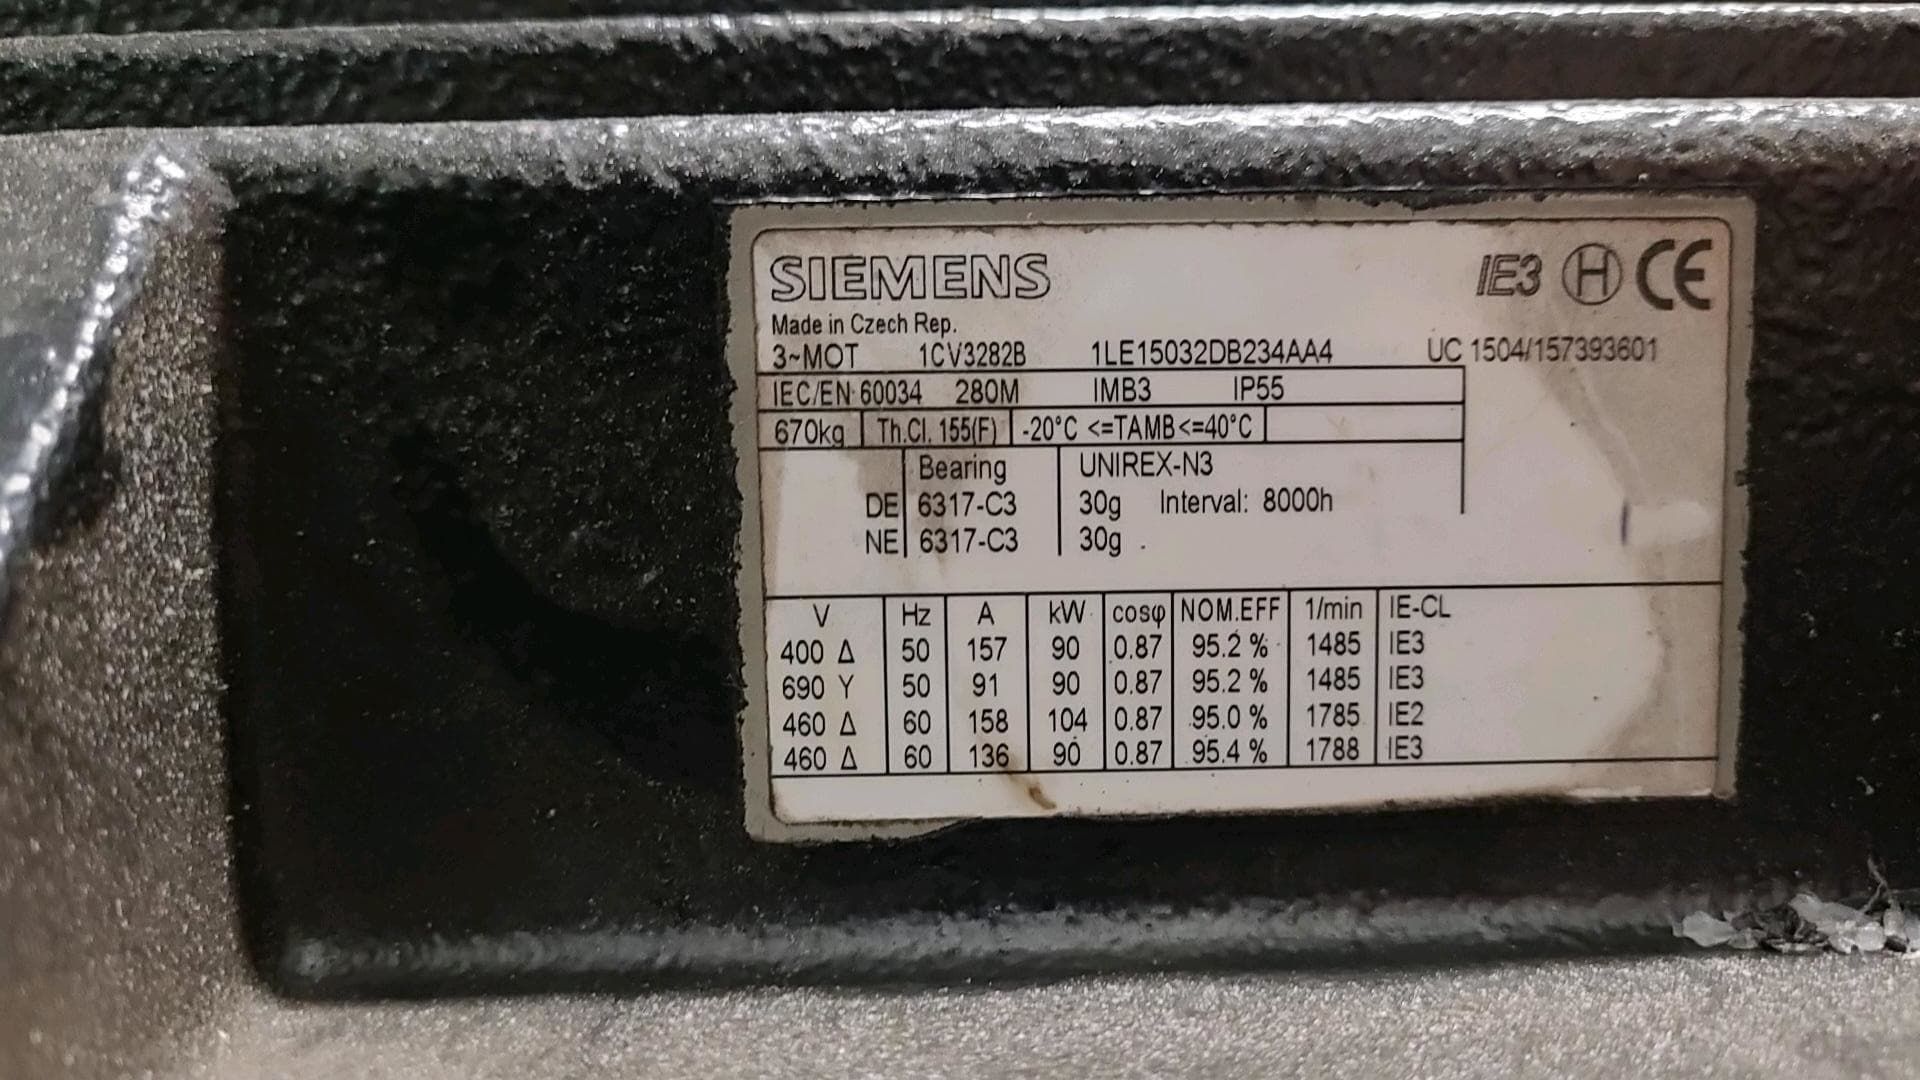 SIEMENS IE3 H CE
Made in Czech Rep.
3~MOT 1CV3282B 1LE15032DB234AA4 UC 1504/157393601
IEC/EN 60034 280M IMB3 IP55
670kg Th.Cl. 155(F) -20°C <=TAMB<=40°C
Bearing UNIREX-N3
DE 6317-C3 30g Interval: 8000h
NE 6317-C3 30g
V Hz A kW cosφ NOM.EFF 1/min IE-CL
400 Δ 50 157 90 0.87 95.2 % 1485 IE3
690 Y 50 91 90 0.87 95.2 % 1485 IE3
460 Δ 60 158 104 0.87 95.0 % 1785 IE2
460 Δ 60 136 90 0.87 95.4 % 1788 IE3